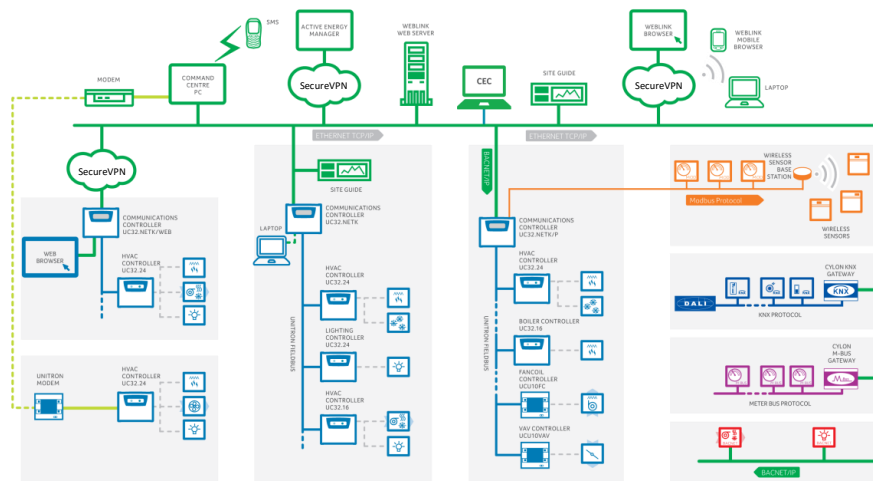 SMS
ACTIVE ENERGY
MANAGER
WEBLINK
WEB SERVER
WEBLINK
BROWSER
WEBLINK
MOBILE
BROWSER
MODEM
COMMAND
CENTRE
PC
SecureVPN
CEC
SITE GUIDE
SecureVPN
LAPTOP
ETHERNET TCP/IP
ETHERNET TCP/IP
SecureVPN
SITE GUIDE
BACNET/IP
WIRELESS
SENSOR
BASE
STATION
Modbus Protocol
WIRELESS
SENSORS
COMMUNICATIONS
CONTROLLER
UC32.NETK/WEB
WEB
BROWSER
HVAC
CONTROLLER
UC32.24
COMMUNICATIONS
CONTROLLER
UC32.NETK
LAPTOP
UNITRON FIELDBUS
HVAC
CONTROLLER
UC32.24
LIGHTING
CONTROLLER
UC32.24
HVAC
CONTROLLER
UC32.16
COMMUNICATIONS
CONTROLLER
UC32.NETK/P
UNITRON FIELDBUS
HVAC
CONTROLLER
UC32.24
BOILER CONTROLLER
UC32.16
FANCOIL
CONTROLLER
UCU10FC
VAV CONTROLLER
UCU10VAV
CYLON KNX
GATEWAY
KNX
DALI
KNX PROTOCOL
UNITRON
MODEM
HVAC
CONTROLLER
UC32.24
CYLON
M-BUS
GATEWAY
METER BUS PROTOCOL
BACNET/IP